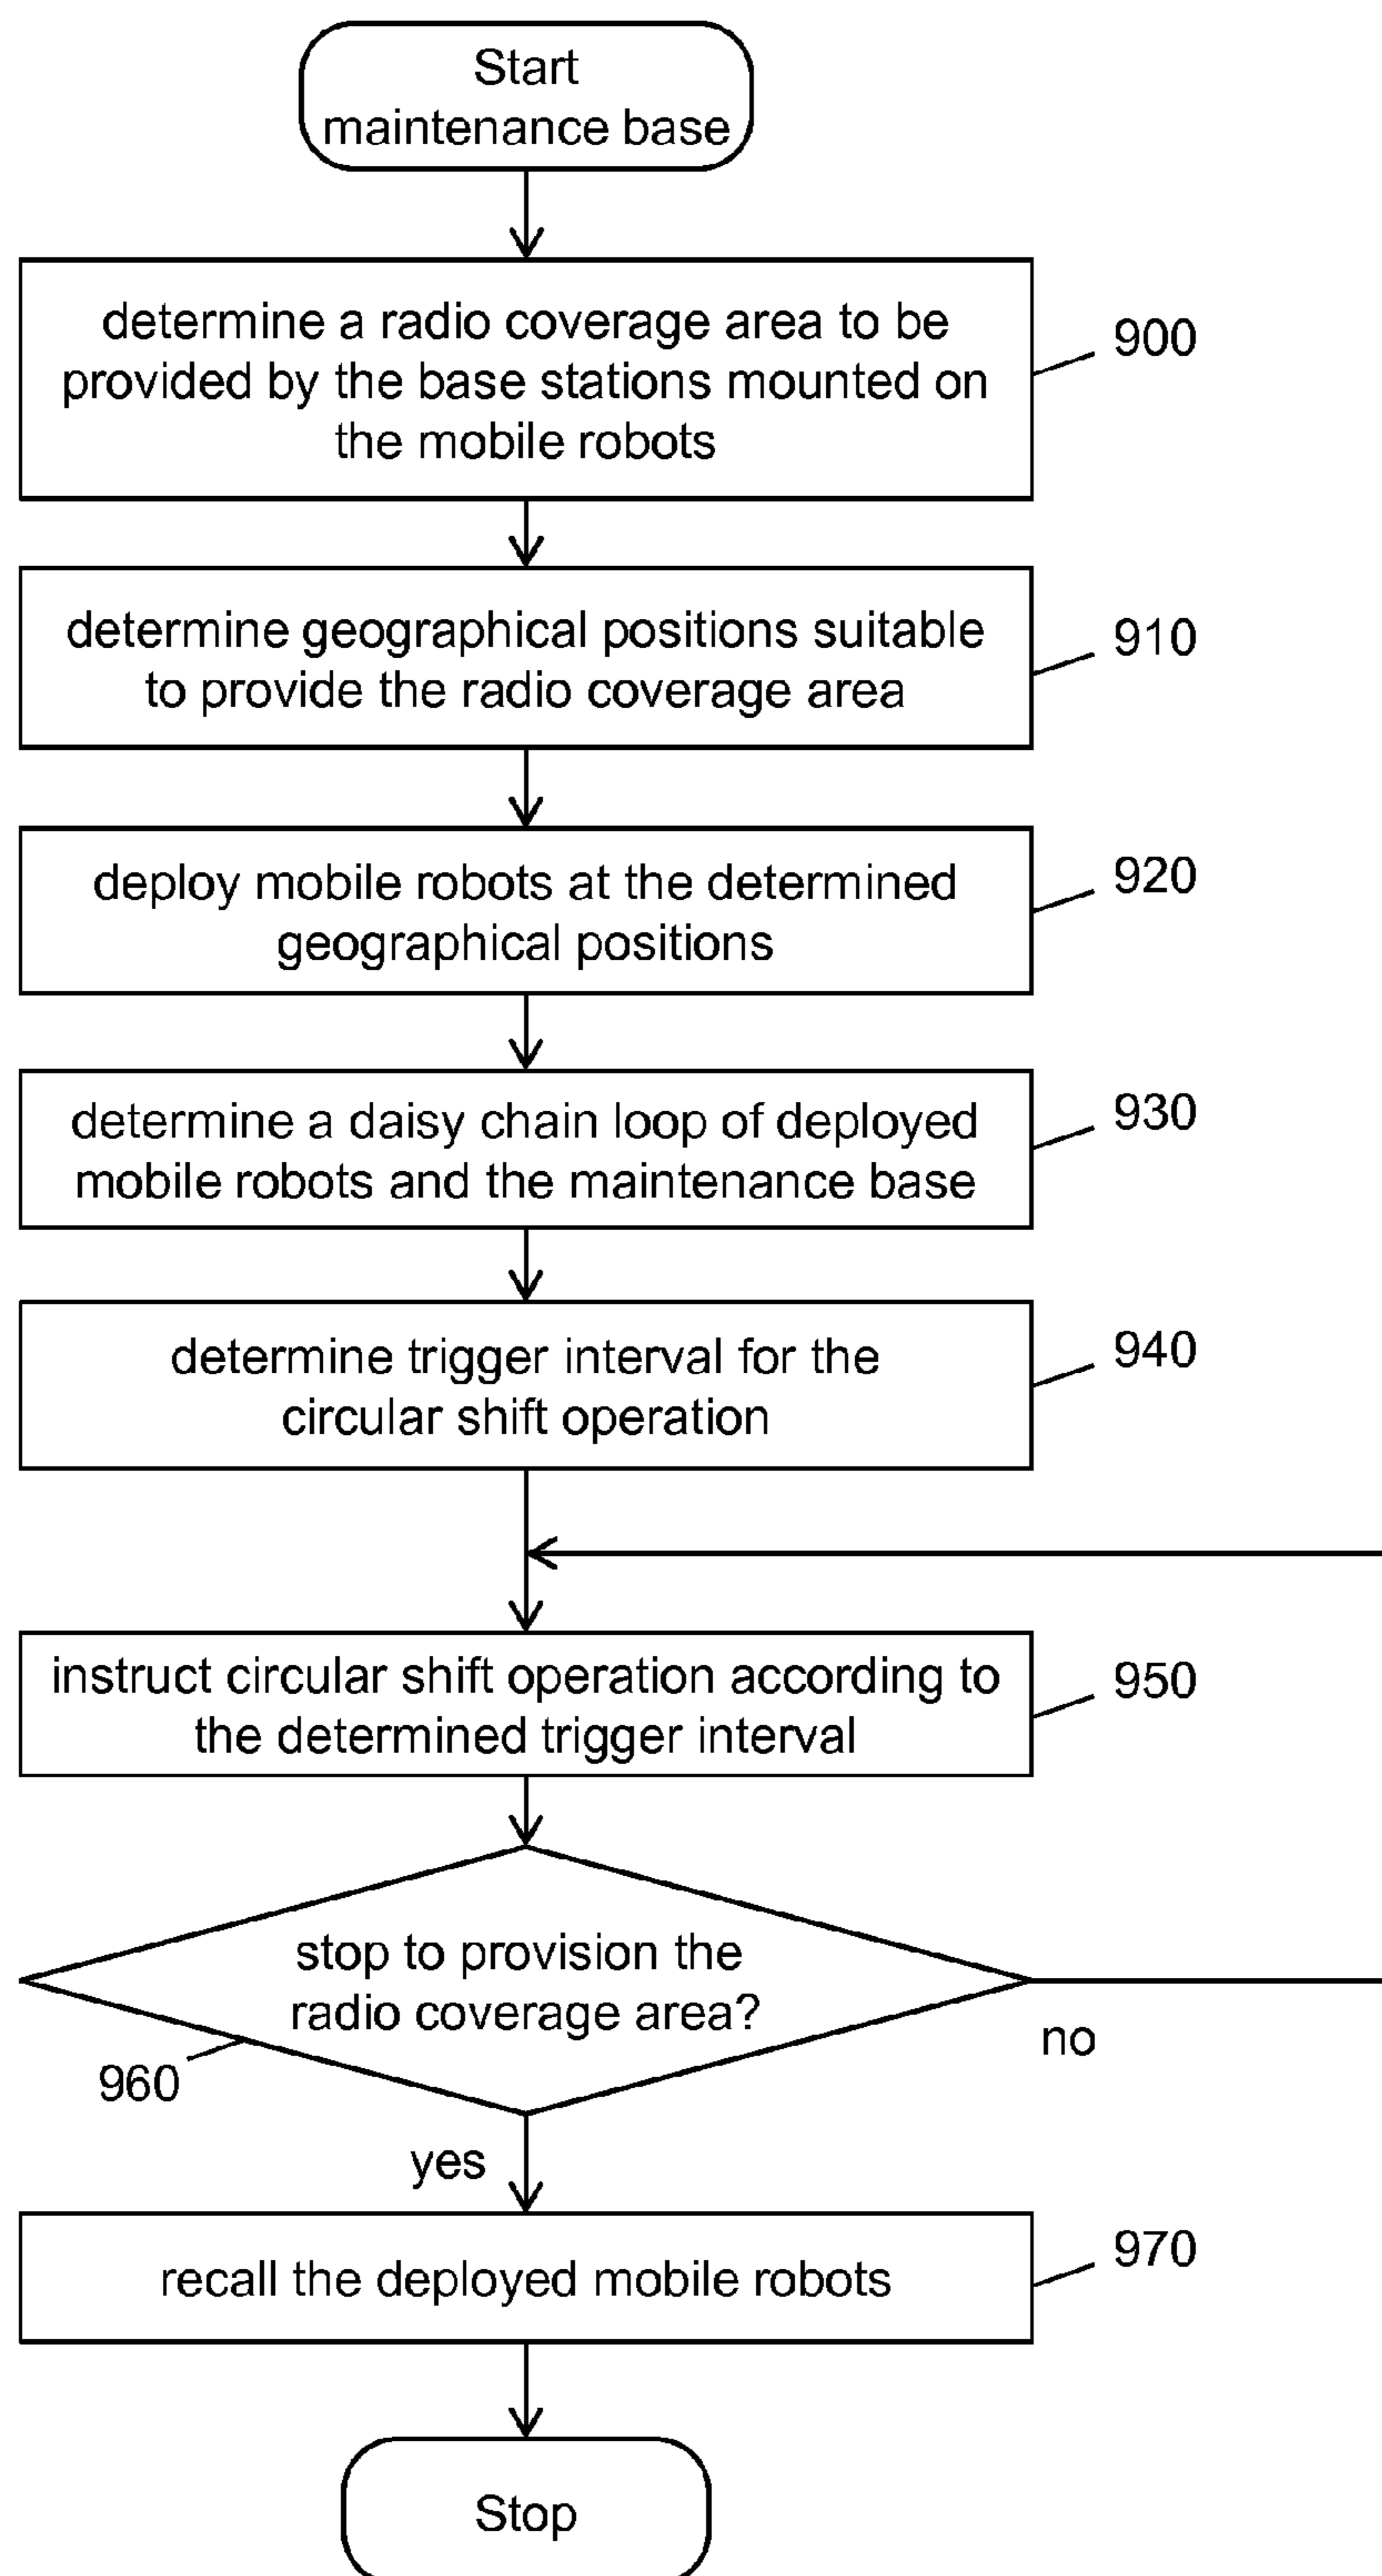 Start
maintenance base
determine a radio coverage area to be
provided by the base stations mounted on
the mobile robots
900
determine geographical positions suitable
to provide the radio coverage area
910
deploy mobile robots at the determined
geographical positions
920
determine a daisy chain loop of deployed
mobile robots and the maintenance base
930
determine trigger interval for the
circular shift operation
940
instruct circular shift operation according to
the determined trigger interval
950
stop to provision the
radio coverage area?
960
no
yes
recall the deployed mobile robots
970
Stop